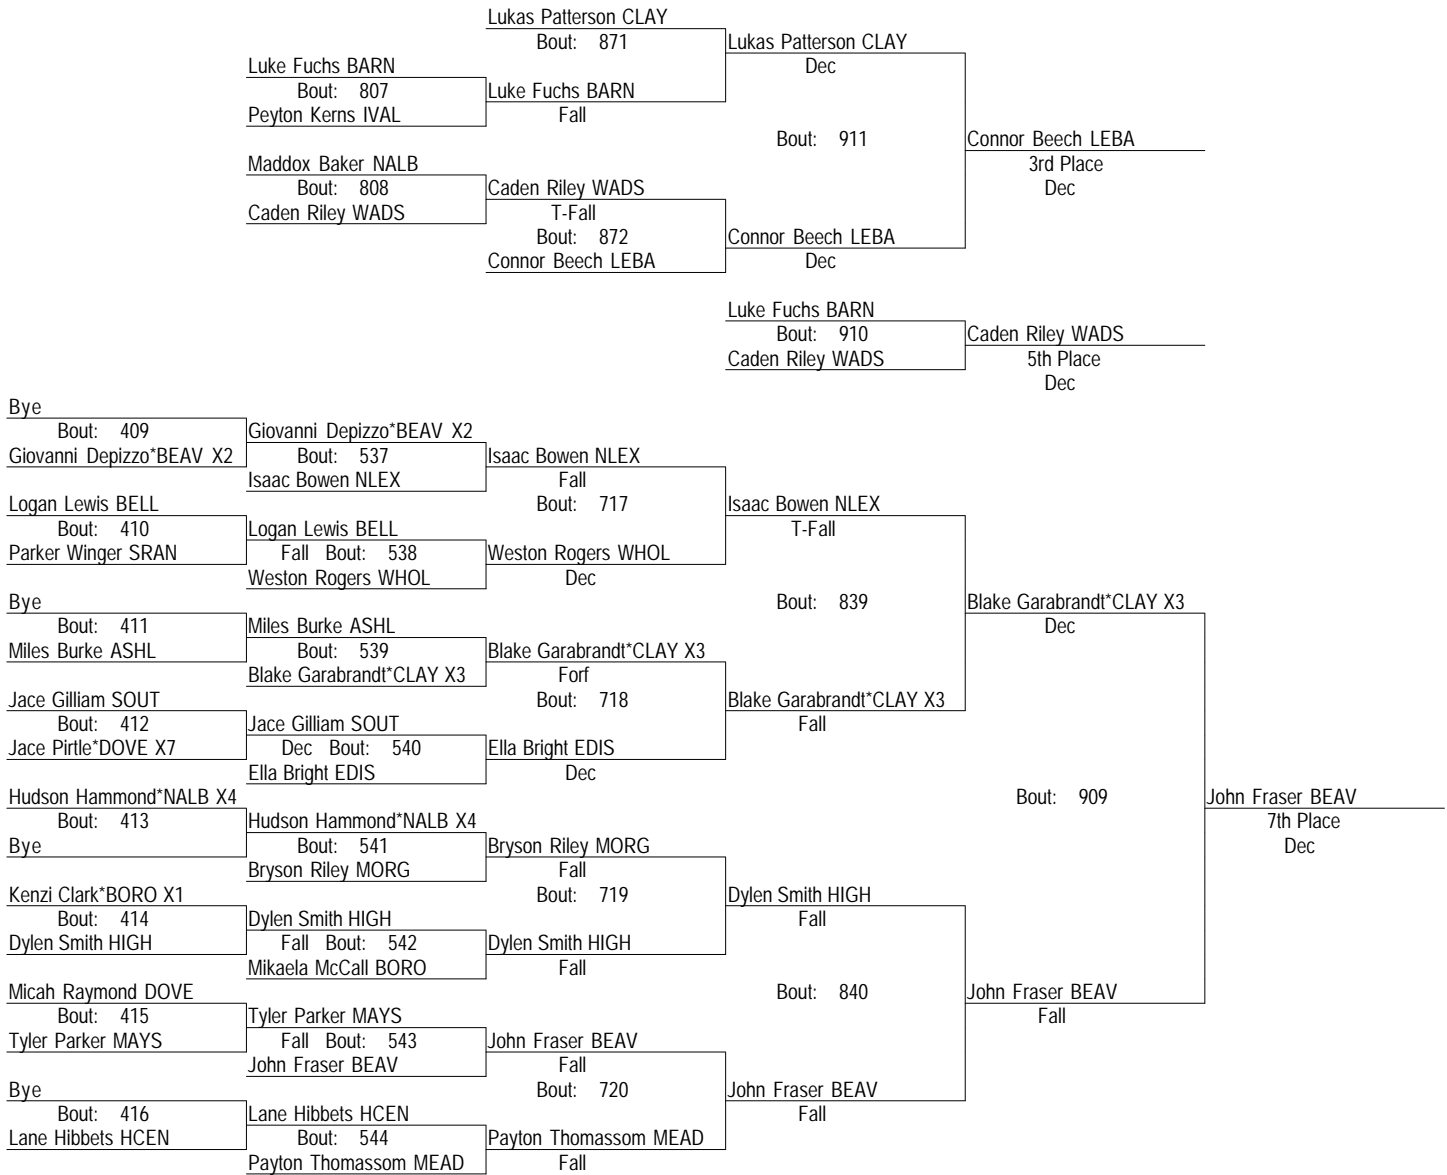 Lukas Patterson CLAY
Bout: 871
Lukas Patterson CLAY
Dec
Luke Fuchs BARN
Bout: 807
Luke Fuchs BARN
Peyton Kerns IVAL
Fall
Bout: 911
Connor Beech LEBA
3rd Place
Dec
Maddox Baker NALB
Bout: 808
Caden Riley WADS
Caden Riley WADS
T-Fall
Bout: 872
Connor Beech LEBA
Connor Beech LEBA
Dec
Luke Fuchs BARN
Bout: 910
Caden Riley WADS
Caden Riley WADS
5th Place
Dec
Bye
Bout: 409
Giovanni Depizzo*BEAV X2
Giovanni Depizzo*BEAV X2
Bout: 537
Isaac Bowen NLEX
Isaac Bowen NLEX
Fall
Logan Lewis BELL
Bout: 717
Isaac Bowen NLEX
T-Fall
Bout: 410
Logan Lewis BELL
Parker Winger SRAN
Fall Bout: 538
Weston Rogers WHOL
Weston Rogers WHOL
Dec
Bye
Bout: 839
Blake Garabrandt*CLAY X3
Dec
Bout: 411
Miles Burke ASHL
Miles Burke ASHL
Bout: 539
Blake Garabrandt*CLAY X3
Blake Garabrandt*CLAY X3
Forf
Jace Gilliam SOUT
Bout: 718
Blake Garabrandt*CLAY X3
Fall
Bout: 412
Jace Gilliam SOUT
Jace Pirtle*DOVE X7
Dec Bout: 540
Ella Bright EDIS
Ella Bright EDIS
Dec
Hudson Hammond*NALB X4
Bout: 909
John Fraser BEAV
7th Place
Dec
Bout: 413
Hudson Hammond*NALB X4
Bye
Bout: 541
Bryson Riley MORG
Bryson Riley MORG
Fall
Kenzi Clark*BORO X1
Bout: 719
Dylen Smith HIGH
Fall
Bout: 414
Dylen Smith HIGH
Dylen Smith HIGH
Fall Bout: 542
Dylen Smith HIGH
Mikaela McCall BORO
Fall
Micah Raymond DOVE
Bout: 840
John Fraser BEAV
Fall
Bout: 415
Tyler Parker MAYS
Tyler Parker MAYS
Fall Bout: 543
John Fraser BEAV
John Fraser BEAV
Fall
Bye
Bout: 720
John Fraser BEAV
Fall
Bout: 416
Lane Hibbets HCEN
Lane Hibbets HCEN
Bout: 544
Payton Thomassom MEAD
Payton Thomassom MEAD
Fall